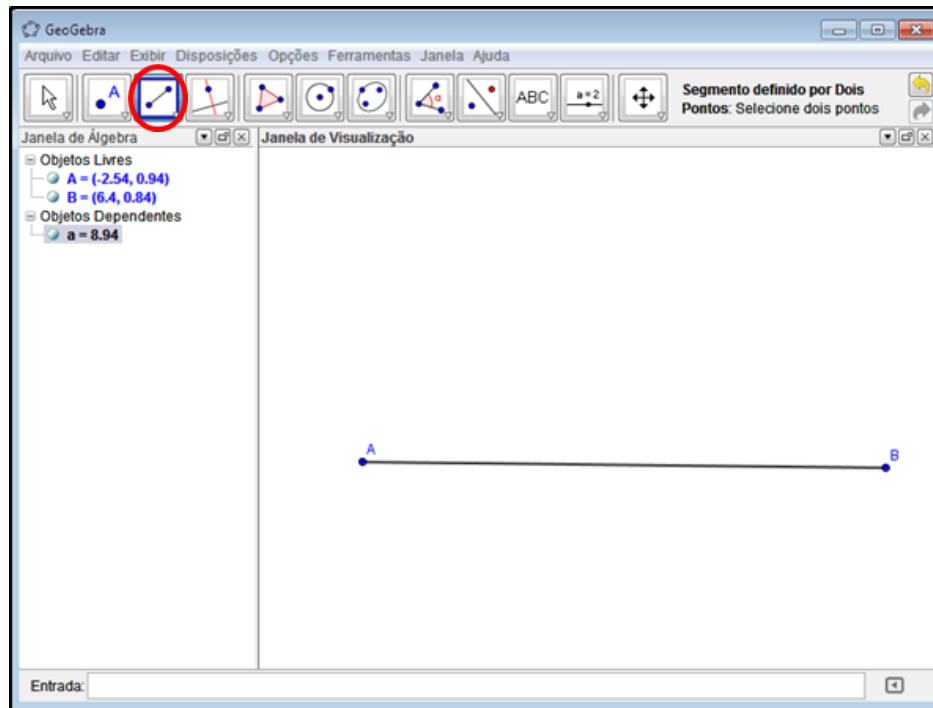 GeoGebra
Arquivo Editar Exibir Disposições Opções Ferramentas Janela Ajuda
A
α
ABC
a=2
Segmento definido por Dois
Pontos: Selecione dois pontos
Janela de Álgebra
Janela de Visualização
Objetos Livres
A = (-2.54, 0.94)
B = (6.4, 0.84)
Objetos Dependentes
a = 8.94
A
B
Entrada: